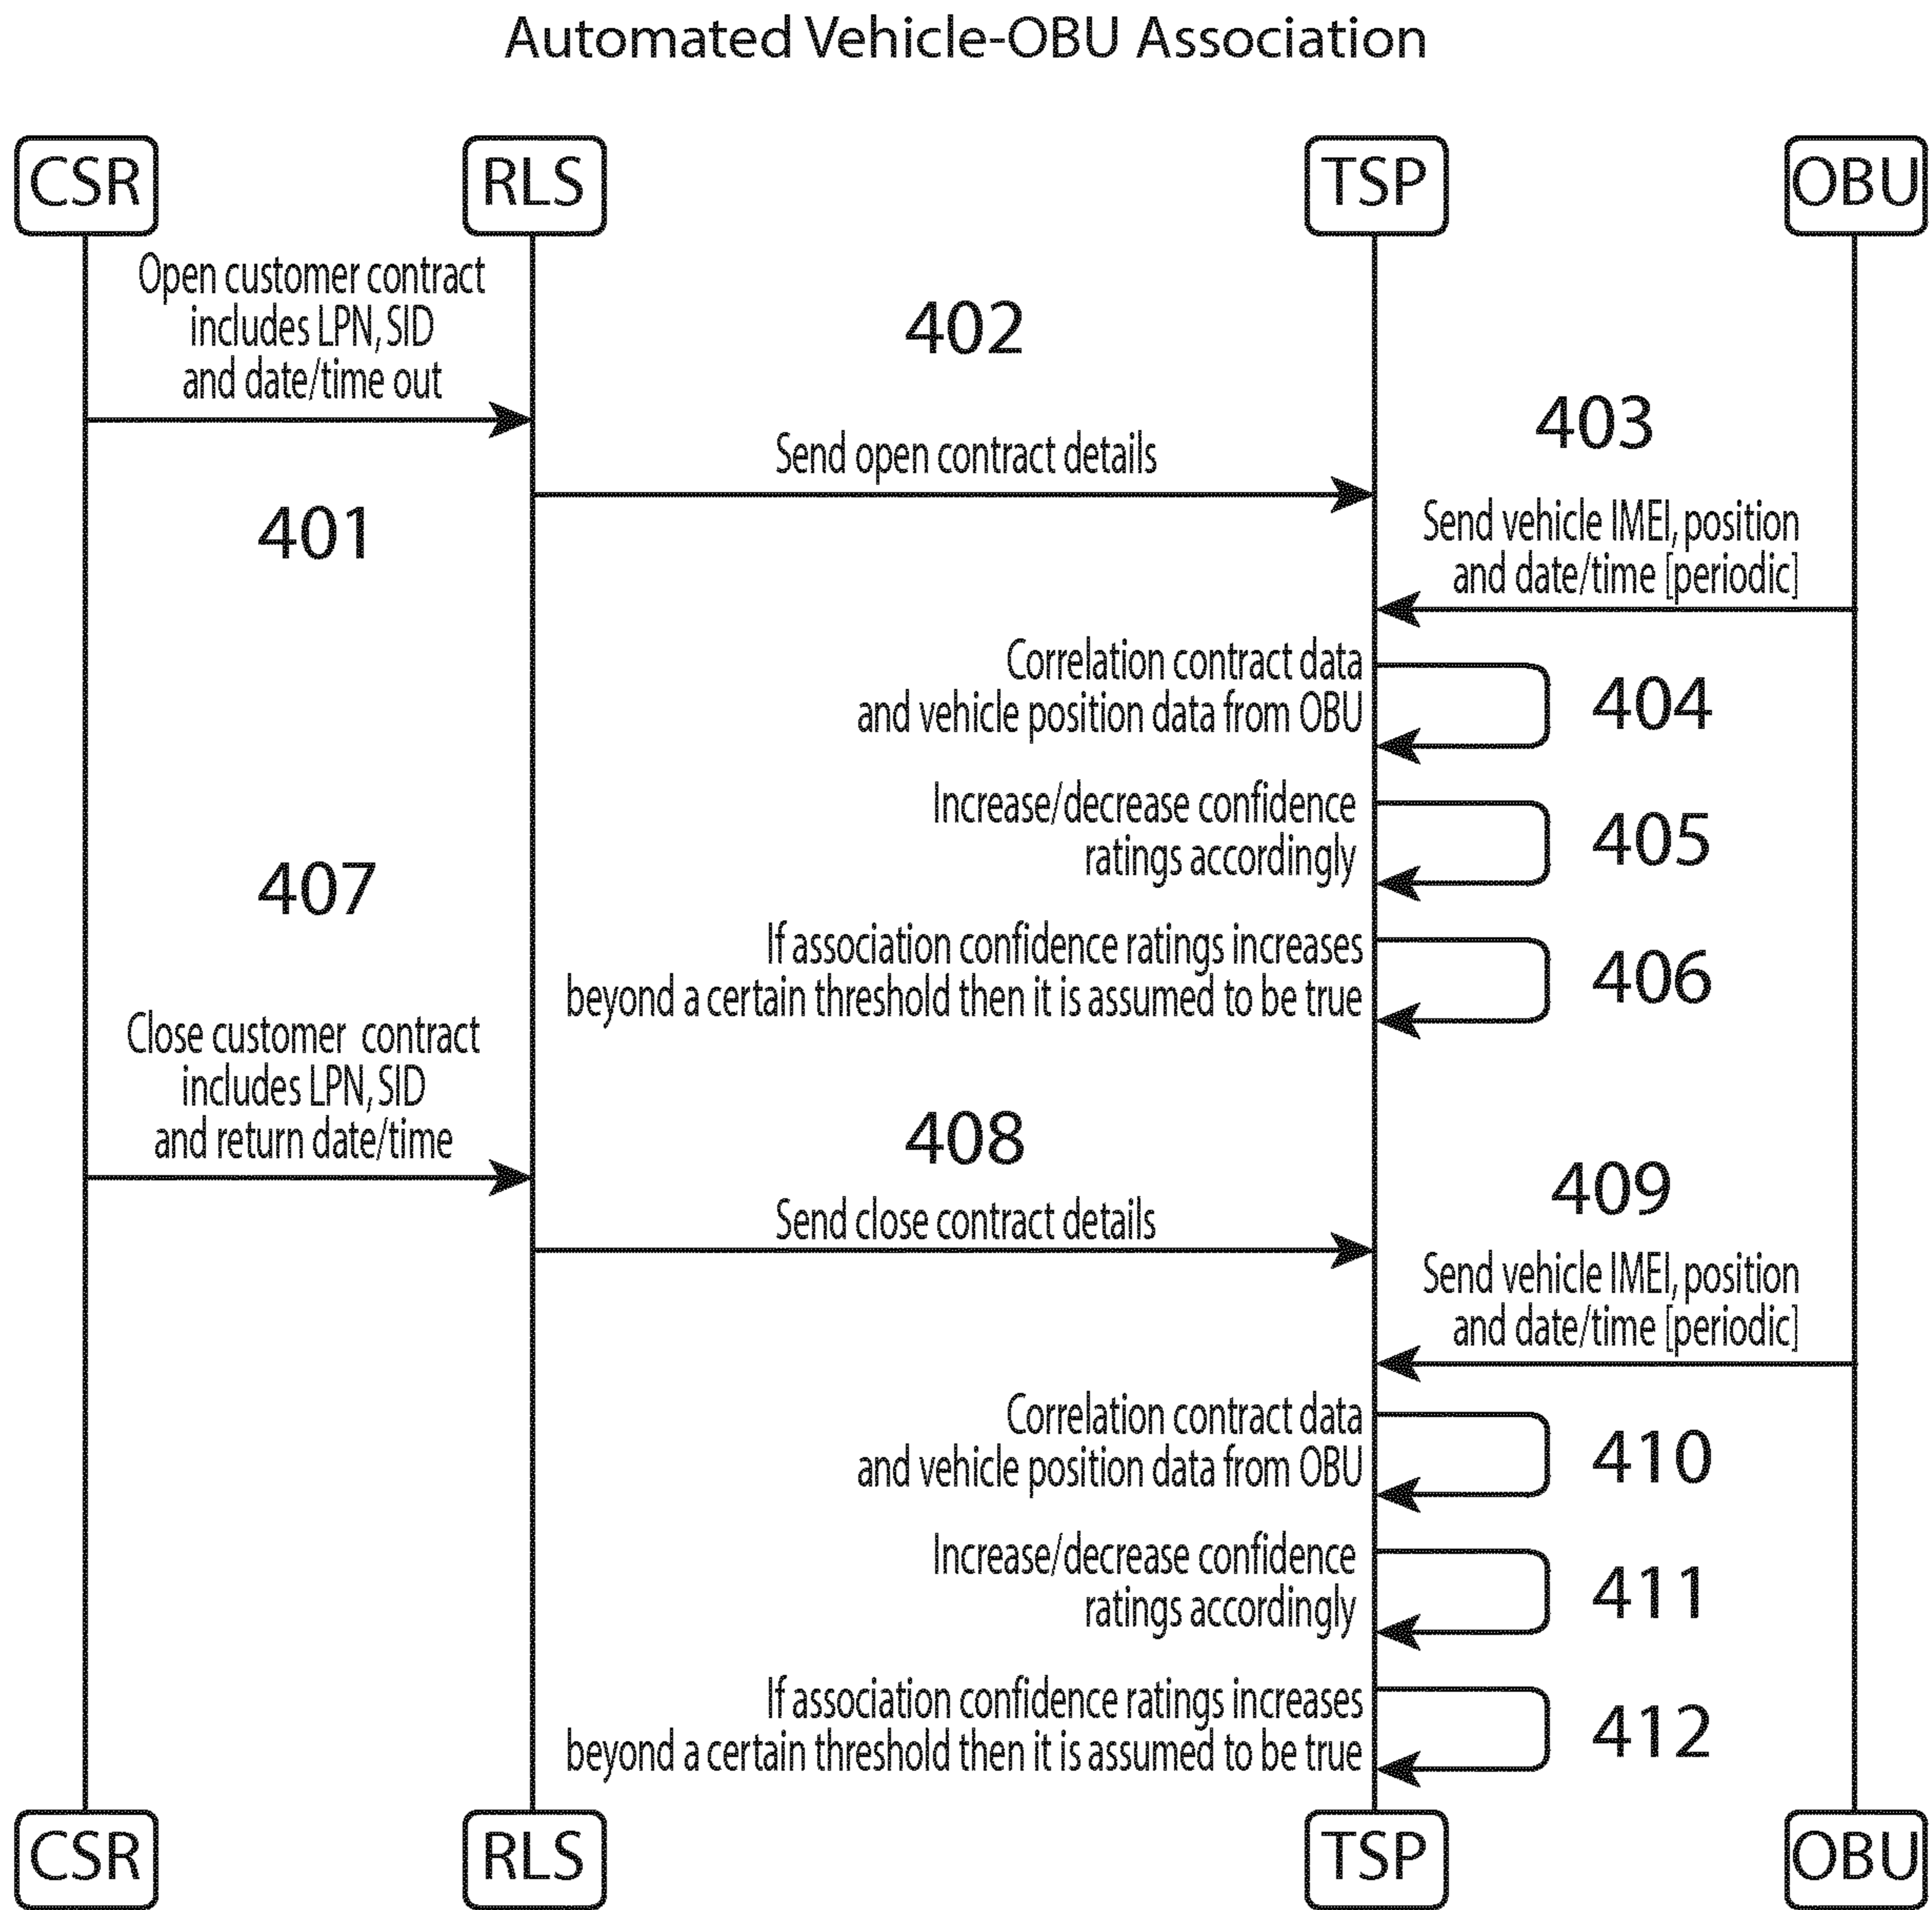 Automated Vehicle-OBU Association
CSR
RLS
TSP
OBU
Open customer contract
includes LPN, SID
and date/time out
401
402
Send open contract details
403
Send vehicle IMEI, position
and date/time [periodic]
Correlation contract data
and vehicle position data from OBU
404
Increase/decrease confidence
ratings accordingly
405
If association confidence ratings increases
beyond a certain threshold then it is assumed to be true
406
407
Close customer contract
includes LPN, SID
and return date/time
408
Send close contract details
409
Send vehicle IMEI, position
and date/time [periodic]
Correlation contract data
and vehicle position data from OBU
410
Increase/decrease confidence
ratings accordingly
411
If association confidence ratings increases
beyond a certain threshold then it is assumed to be true
412
CSR
RLS
TSP
OBU